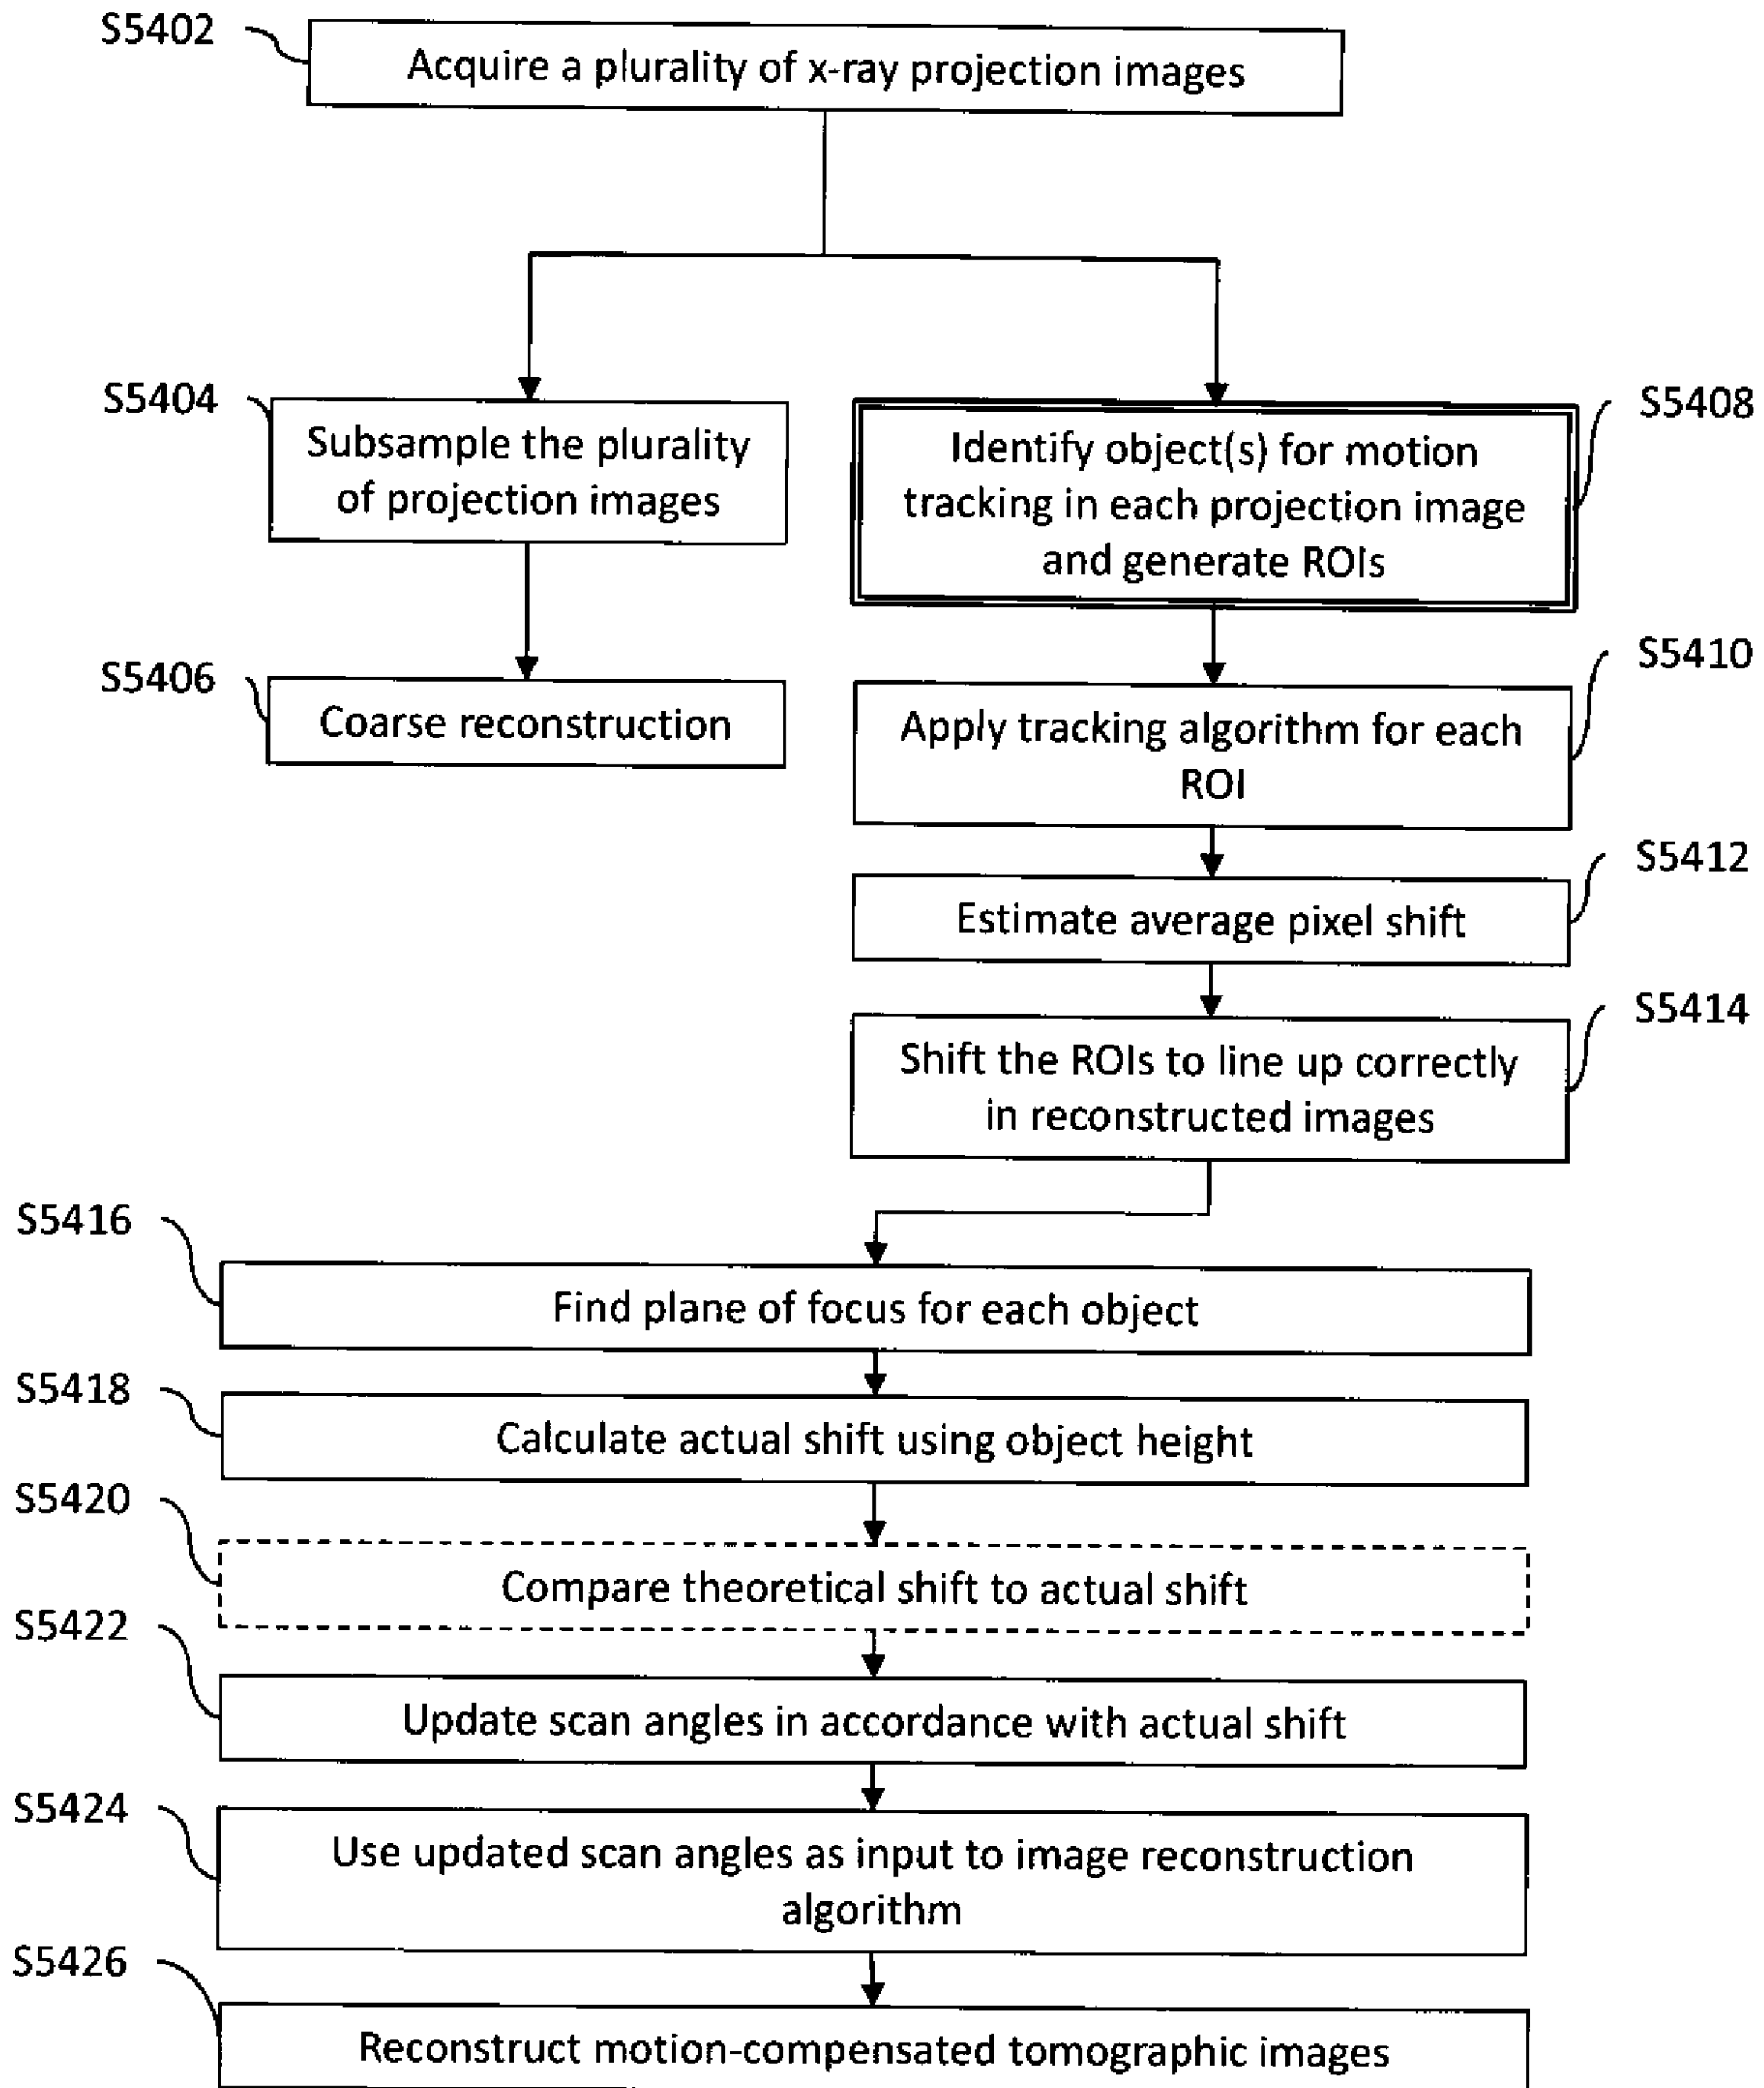 S5402
Acquire a plurality of x-ray projection images
S5404
Subsample the plurality
of projection images
S5406
Coarse reconstruction
S5408
Identify object(s) for motion
tracking in each projection image
and generate ROIs
S5410
Apply tracking algorithm for each
ROI
S5412
Estimate average pixel shift
S5414
Shift the ROIs to line up correctly
in reconstructed images
S5416
Find plane of focus for each object
S5418
Calculate actual shift using object height
S5420
Compare theoretical shift to actual shift
S5422
Update scan angles in accordance with actual shift
S5424
Use updated scan angles as input to image reconstruction
algorithm
S5426
Reconstruct motion-compensated tomographic images